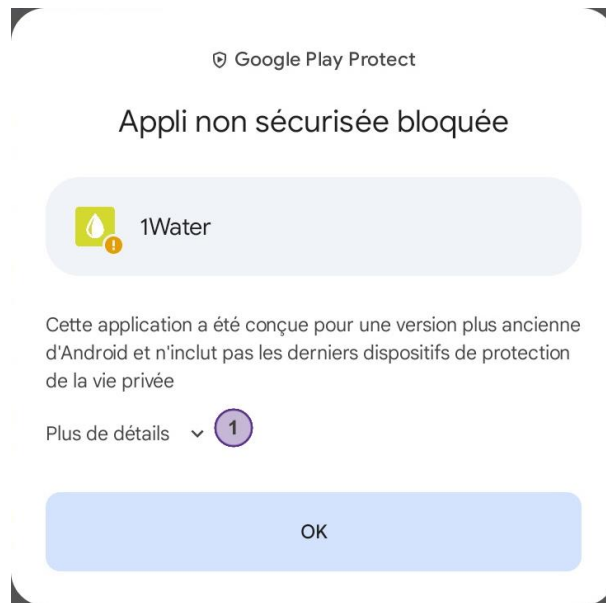 Google Play Protect
Appli non sécurisée bloquée
1Water
Cette application a été conçue pour une version plus ancienne
d'Android et n'inclut pas les derniers dispositifs de protection
de la vie privée
Plus de détails 1
OK